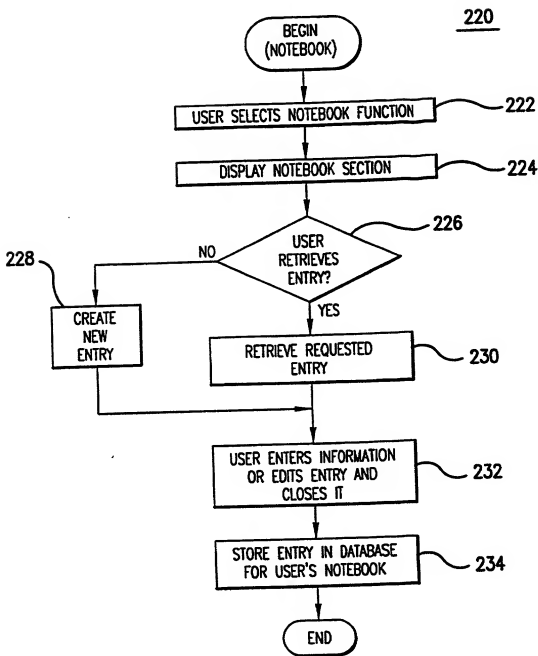 220
BEGIN
(NOTEBOOK)
USER SELECTS NOTEBOOK FUNCTION
222
DISPLAY NOTEBOOK SECTION
224
226
USER
RETRIEVES
ENTRY?
NO
YES
228
CREATE
NEW
ENTRY
RETRIEVE REQUESTED
ENTRY
230
USER ENTERS INFORMATION
OR EDITS ENTRY AND
CLOSES IT
232
STORE ENTRY IN DATABASE
FOR USER'S NOTEBOOK
234
END